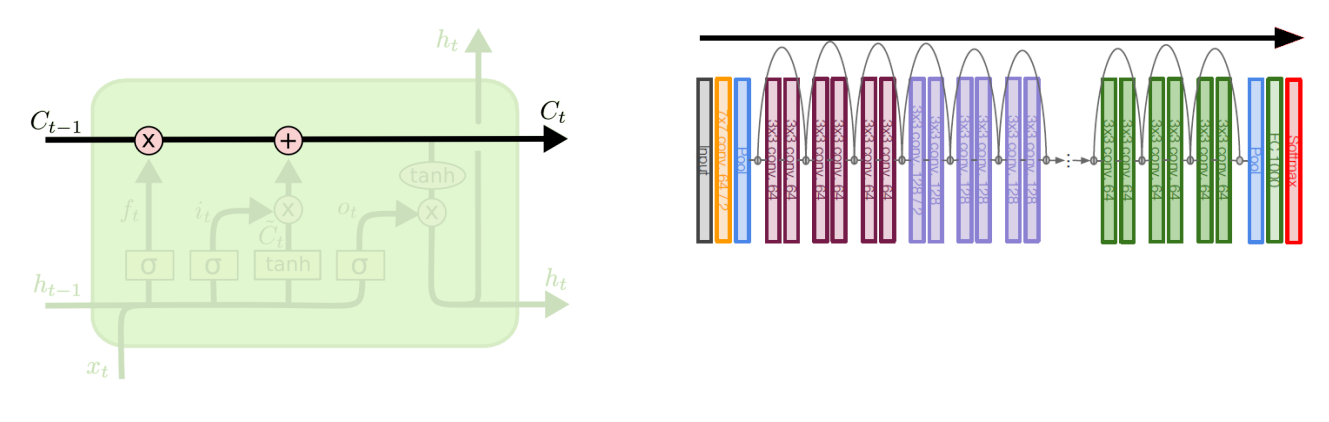 h_t
C_{t-1}
C_t
x
+
tanh
f_t
i_t
x
o_t
x
C̃_t
σ
σ
tanh
σ
h_{t-1}
h_t
x_t
Input
7x7 conv, 64 / 2
Pool
3x3 conv, 64
3x3 conv, 64
3x3 conv, 64
3x3 conv, 64
3x3 conv, 64
3x3 conv, 64
3x3 conv, 128 / 2
3x3 conv, 128
3x3 conv, 128
3x3 conv, 128
3x3 conv, 128
3x3 conv, 128
...
3x3 conv, 64
3x3 conv, 64
3x3 conv, 64
3x3 conv, 64
3x3 conv, 64
3x3 conv, 64
Pool
FC 1000
Softmax